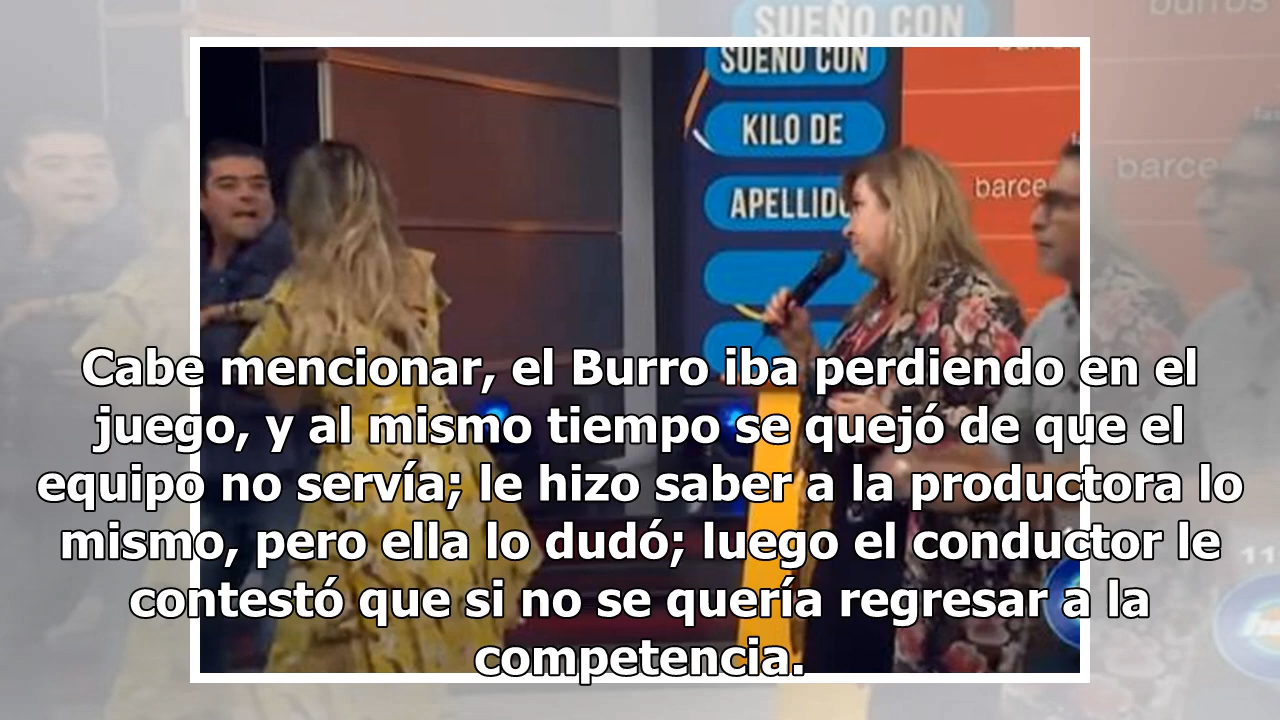 SUEÑO CON
burros
SUEÑO CON
KILO DE
barce
barce
APELLIDO
Cabe mencionar, el Burro iba perdiendo en el
juego, y al mismo tiempo se quejó de que el
equipo no servía; le hizo saber a la productora lo
mismo, pero ella lo dudó; luego el conductor le
contestó que si no se quería regresar a la
competencia.